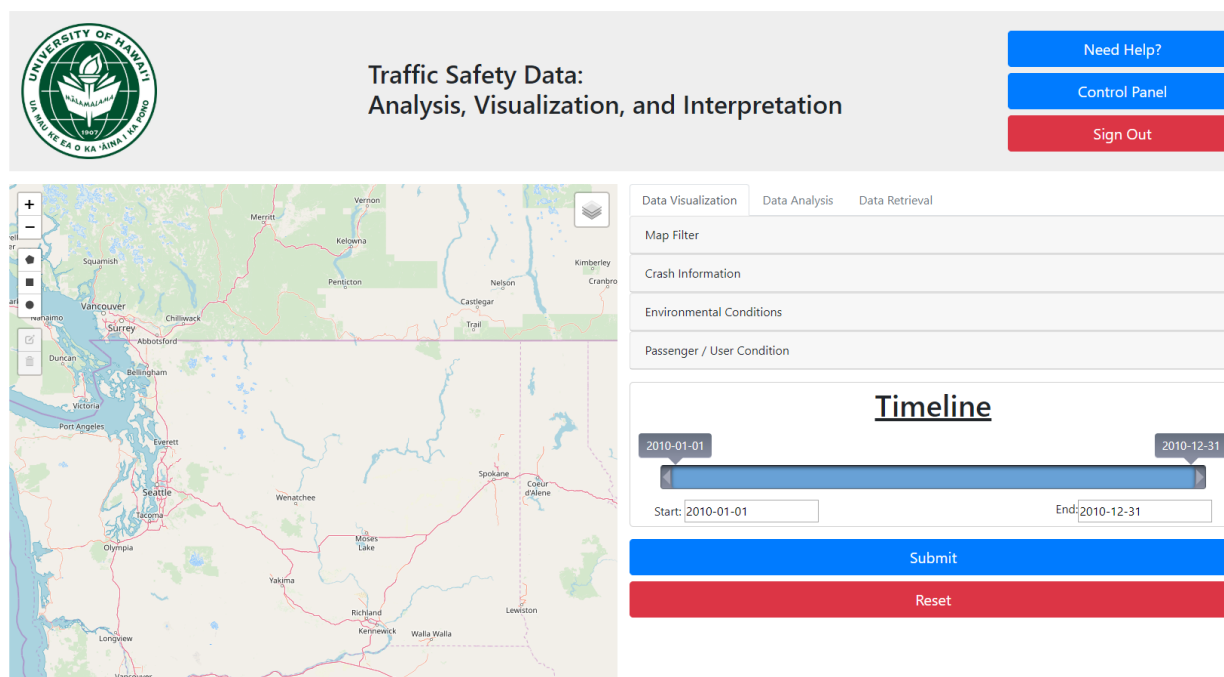 UNIVERSITY OF HAWAI'I
MĀLAMALAMA
1907
UA MAU KE EA O KA ʻĀINA I KA PONO
Traffic Safety Data:
Analysis, Visualization, and Interpretation
Need Help?
Control Panel
Sign Out
+
−
Vernon
Merritt
Kelowna
Squamish
Kimberley
Penticton
Nelson
Cranbro
Castlegar
Vancouver
Nanaimo
Chilliwack
Surrey
Trail
Abbotsford
Duncan
Bellingham
Victoria
Port Angeles
Everett
Spokane
Coeur
d'Alene
Seattle
Wenatchee
Tacoma
Moses
Lake
Olympia
Yakima
Richland
Lewiston
Kennewick
Walla Walla
Longview
Vancouver
Data Visualization
Data Analysis
Data Retrieval
Map Filter
Crash Information
Environmental Conditions
Passenger / User Condition
Timeline
2010-01-01
2010-12-31
Start: 2010-01-01
End: 2010-12-31
Submit
Reset